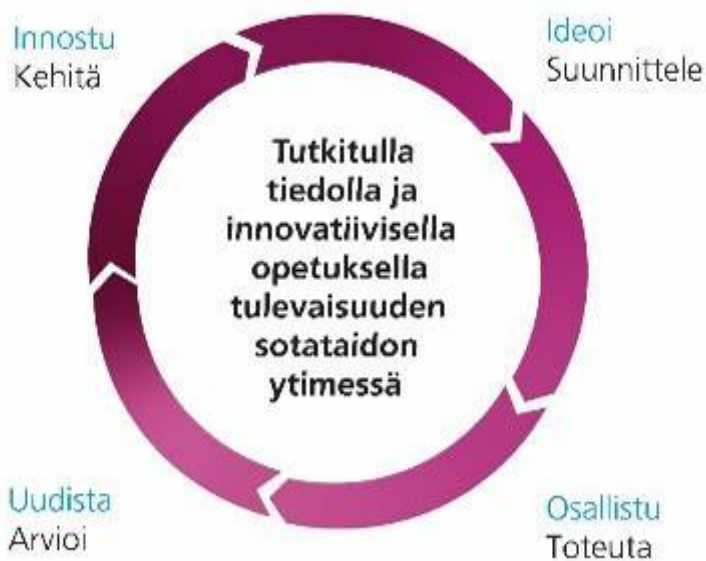 Innostu
Kehitä
Ideoi
Suunnittele
Tutkitulla
tiedolla ja
innovatiivisella
opetuksella
tulevaisuuden
sotataidon
ytimessä
Uudista
Arvioi
Osallistu
Toteuta